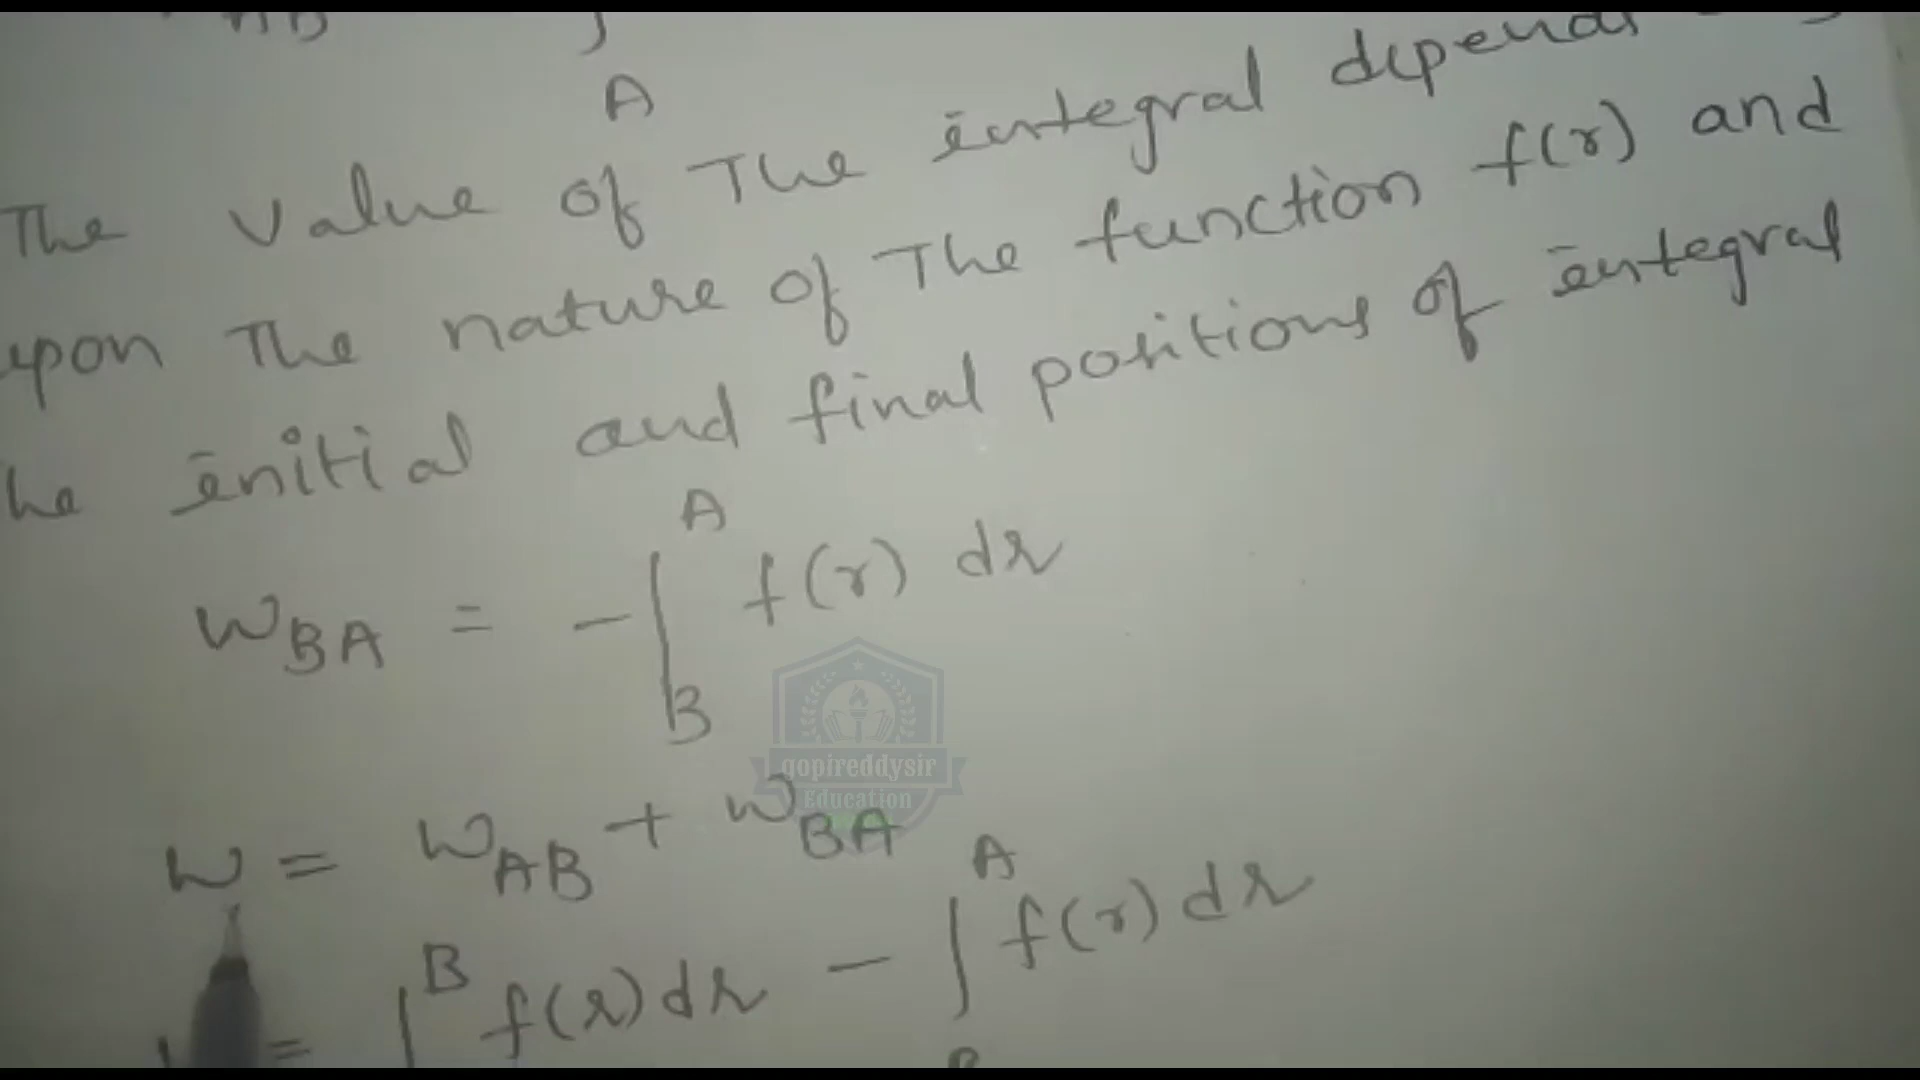 AB ∫
A
The value of The integral depends
upon The nature of The function f(r) and
he initial and final positions of integral
A
W_BA = - ∫ f(r) dr
B
gopireddysir
Education
W = W_AB + W_BA
B A
= ∫ f(r) dr - ∫ f(r) dr
B